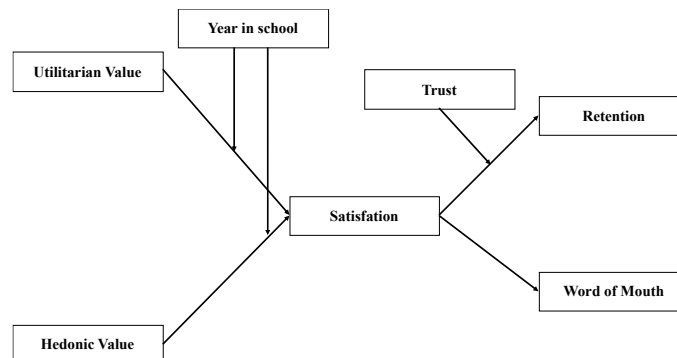 Year in school
Utilitarian Value
Trust
Retention
Satisfation
Word of Mouth
Hedonic Value